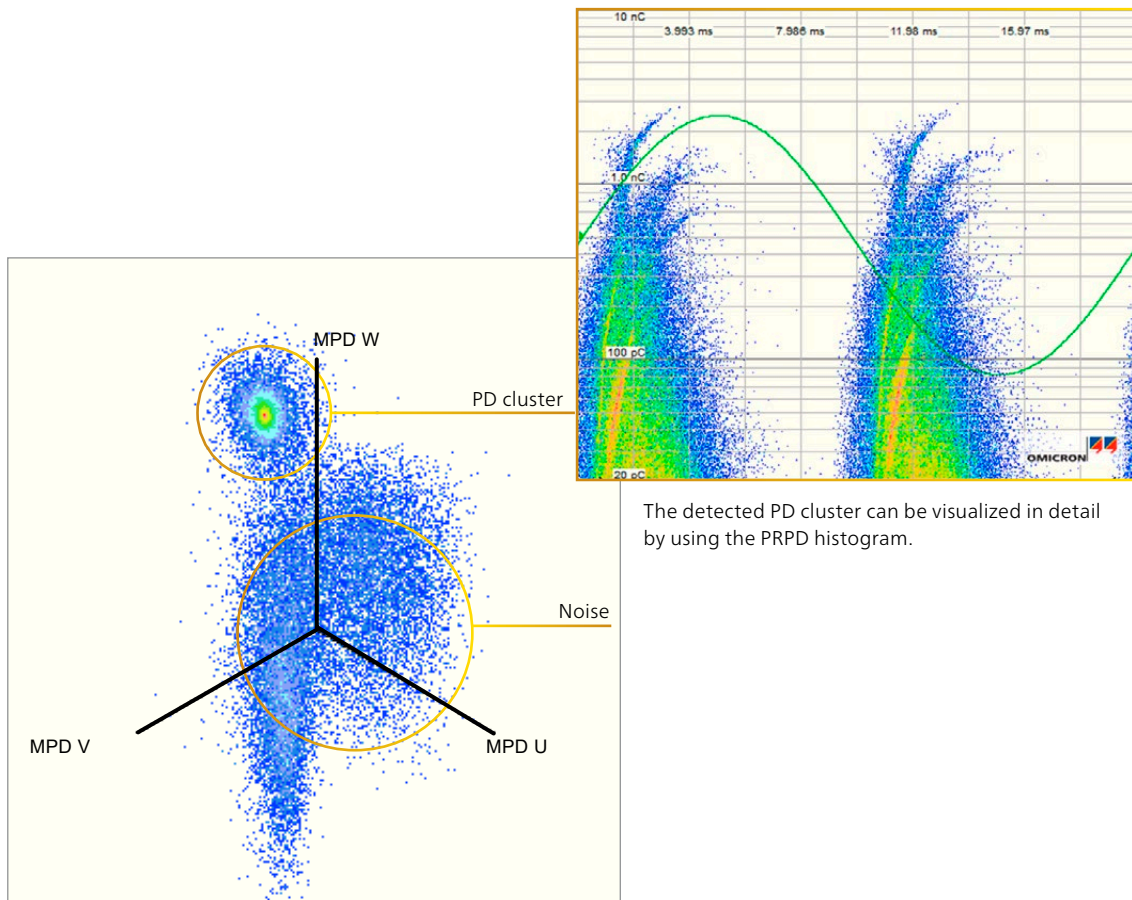 10 nC
3.993 ms 7.986 ms 11.98 ms 15.97 ms
1.0 nC
100 pC
20 pC
OMICRON
The detected PD cluster can be visualized in detail
by using the PRPD histogram.
MPD W
PD cluster
Noise
MPD V
MPD U